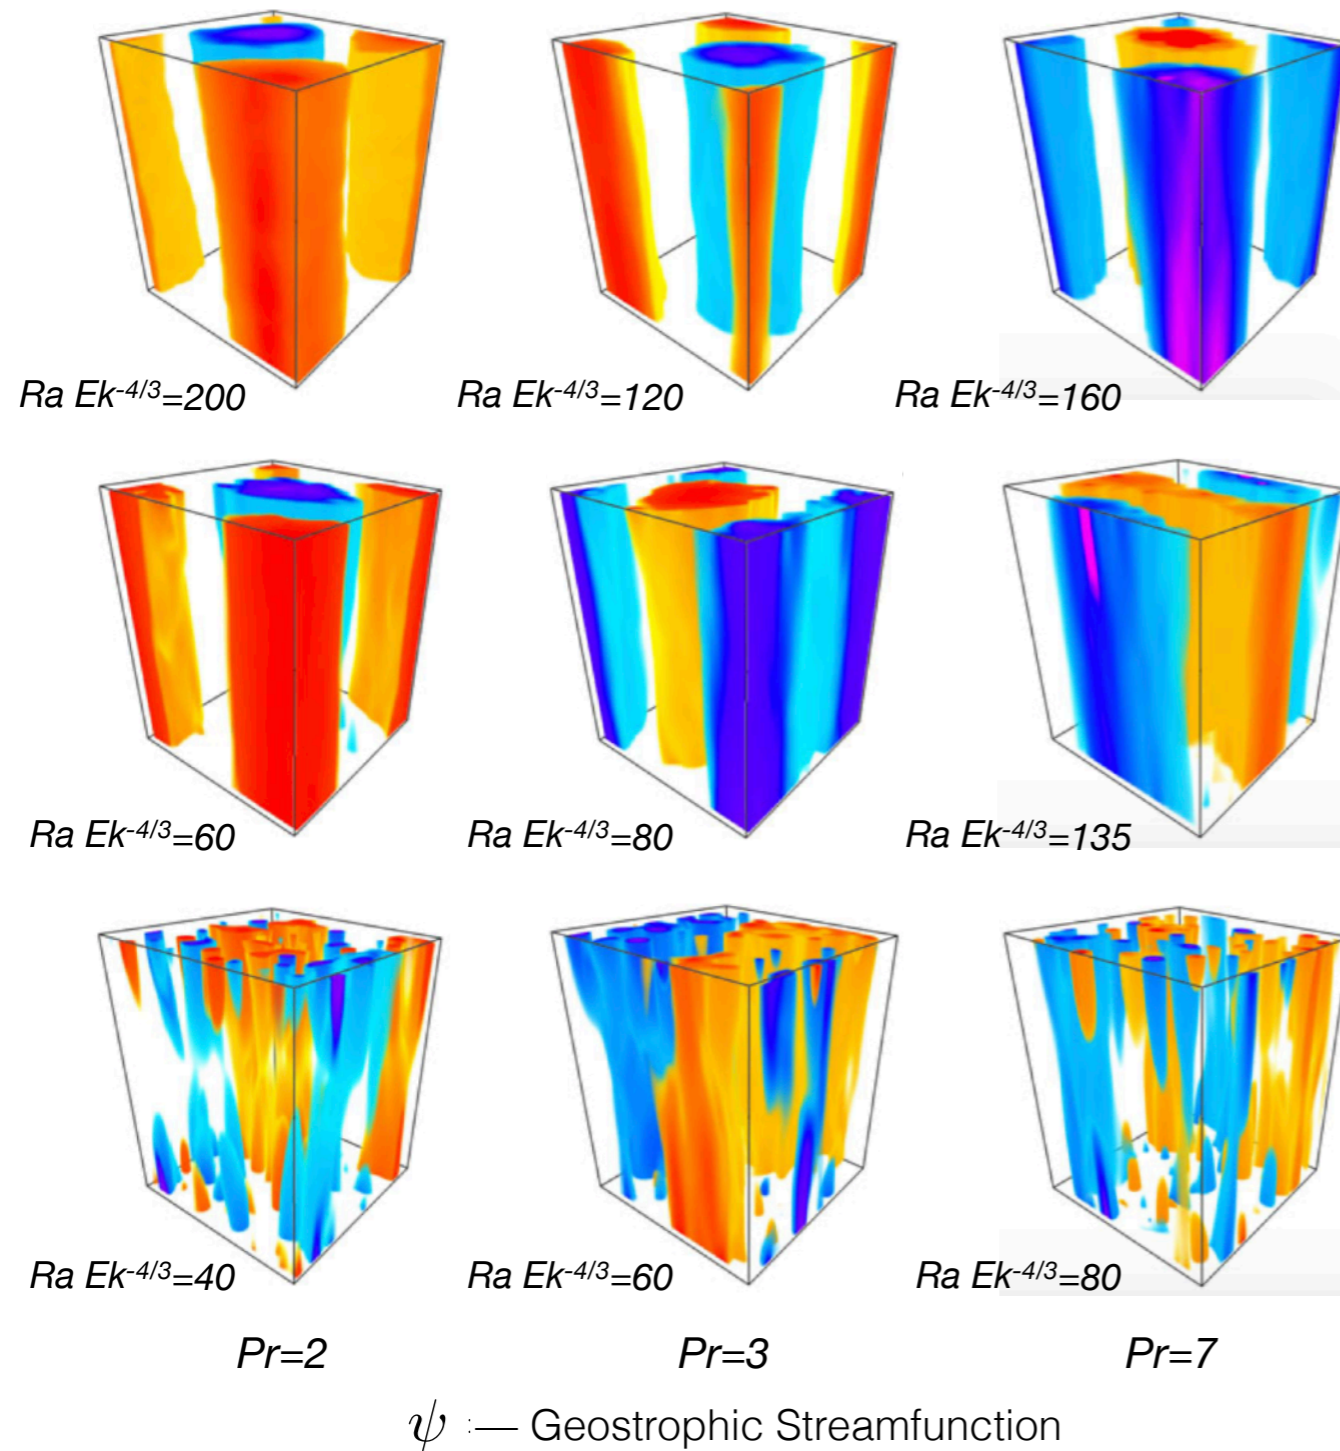 Ra Ek-4/3=200 Ra Ek-4/3=120 Ra Ek-4/3=160
Ra Ek-4/3=60 Ra Ek-4/3=80 Ra Ek-4/3=135
Ra Ek-4/3=40 Ra Ek-4/3=60 Ra Ek-4/3=80
Pr=2 Pr=3 Pr=7
ψ :— Geostrophic Streamfunction